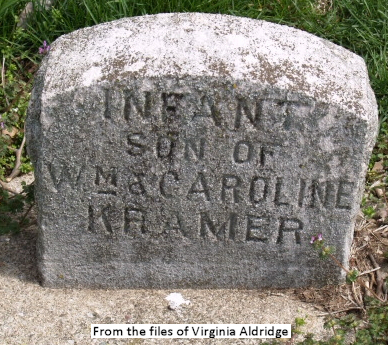 INFANT
SON OF
WM & CAROLINE
KRAMER
From the files of Virginia Aldridge